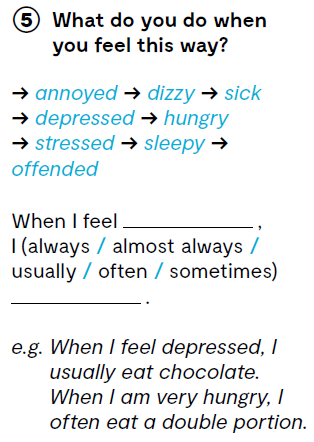 ⑤ What do you do when
you feel this way?
→ annoyed → dizzy → sick
→ depressed → hungry
→ stressed → sleepy →
offended
When I feel ____________ ,
I (always / almost always /
usually / often / sometimes)
____________ .
e.g. When I feel depressed, I
usually eat chocolate.
When I am very hungry, I
often eat a double portion.